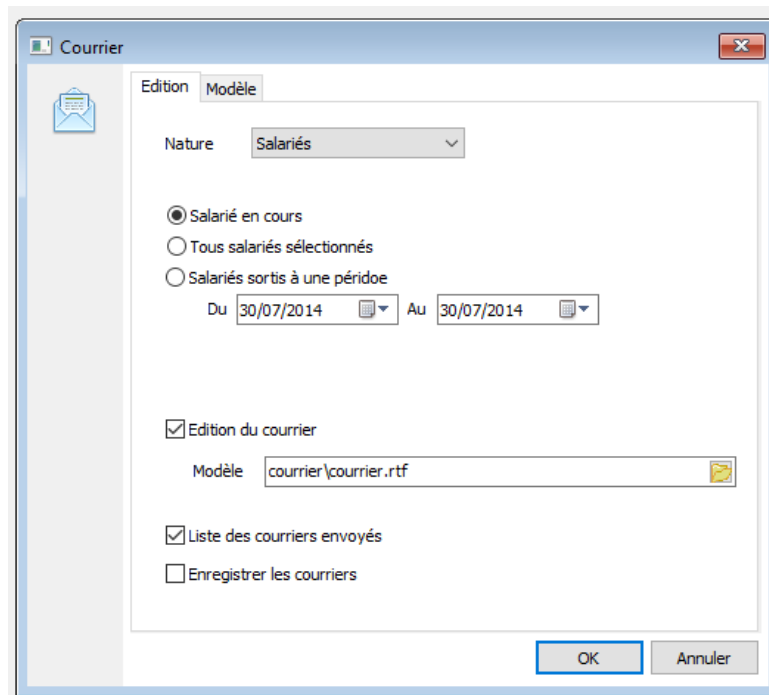 Courrier
Edition Modèle
Nature Salariés
Salarié en cours
Tous salariés sélectionnés
Salariés sortis à une péridoe
Du 30/07/2014 Au 30/07/2014
Edition du courrier
Modèle courrier\courrier.rtf
Liste des courriers envoyés
Enregistrer les courriers
OK Annuler